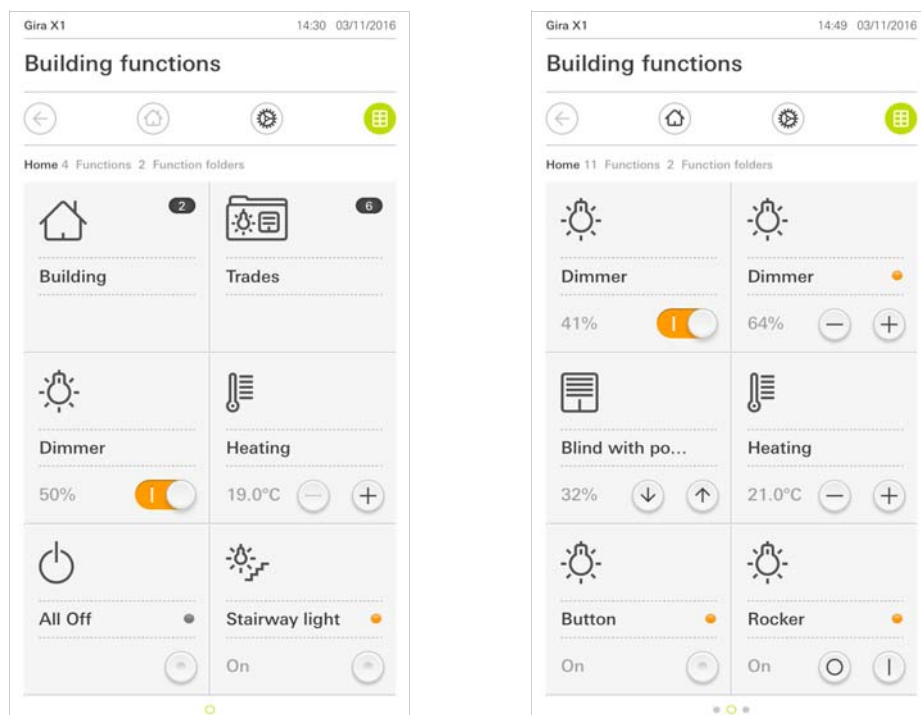 Gira X1 14:30 03/11/2016
Building functions
Home 4 Functions 2 Function folders
2
6
Building
Trades
Dimmer
Heating
50%
19.0°C
All Off
Stairway light
On
Gira X1 14:49 03/11/2016
Building functions
Home 11 Functions 2 Function folders
Dimmer
Dimmer
41%
64%
Blind with po...
Heating
32%
21.0°C
Button
Rocker
On
On